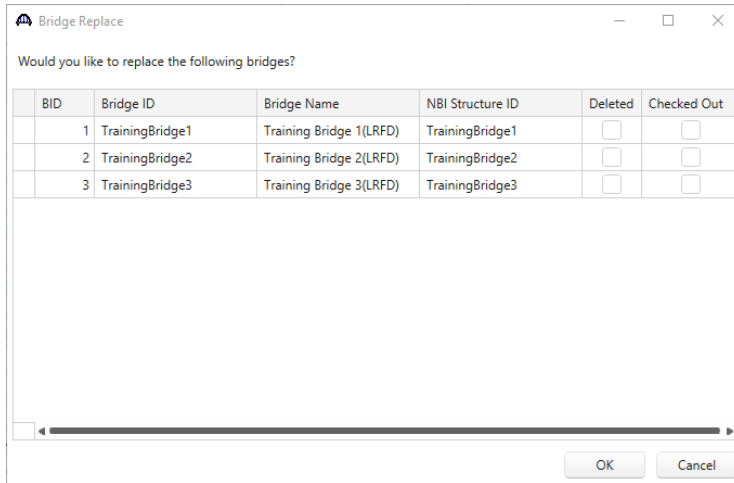 Bridge Replace
Would you like to replace the following bridges?
BID Bridge ID Bridge Name NBI Structure ID Deleted Checked Out
1 TrainingBridge1 Training Bridge 1(LRFD) TrainingBridge1
2 TrainingBridge2 Training Bridge 2(LRFD) TrainingBridge2
3 TrainingBridge3 Training Bridge 3(LRFD) TrainingBridge3
OK Cancel